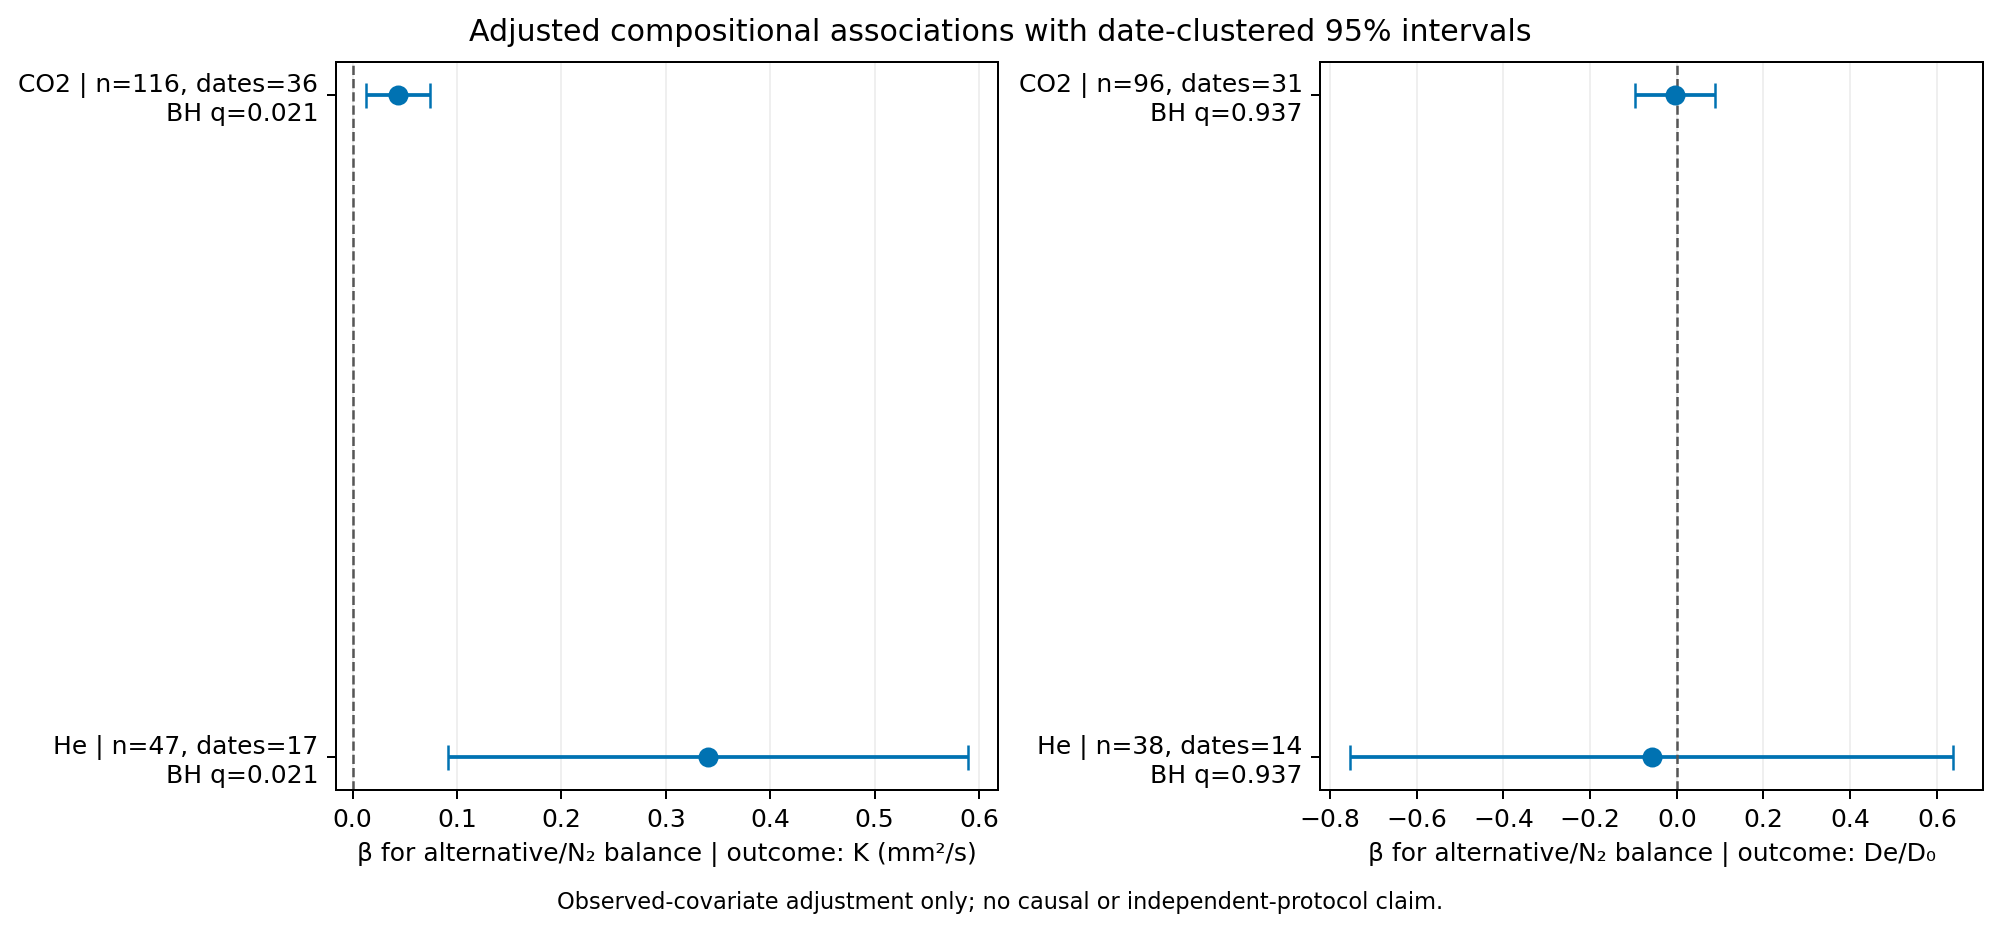 Adjusted compositional associations with date-clustered 95% intervals
CO2 | n=116, dates=36
BH q=0.021
He | n=47, dates=17
BH q=0.021
0.0 0.1 0.2 0.3 0.4 0.5 0.6
β for alternative/N₂ balance | outcome: K (mm²/s)
CO2 | n=96, dates=31
BH q=0.937
He | n=38, dates=14
BH q=0.937
−0.8 −0.6 −0.4 −0.2 0.0 0.2 0.4 0.6
β for alternative/N₂ balance | outcome: De/D₀
Observed-covariate adjustment only; no causal or independent-protocol claim.